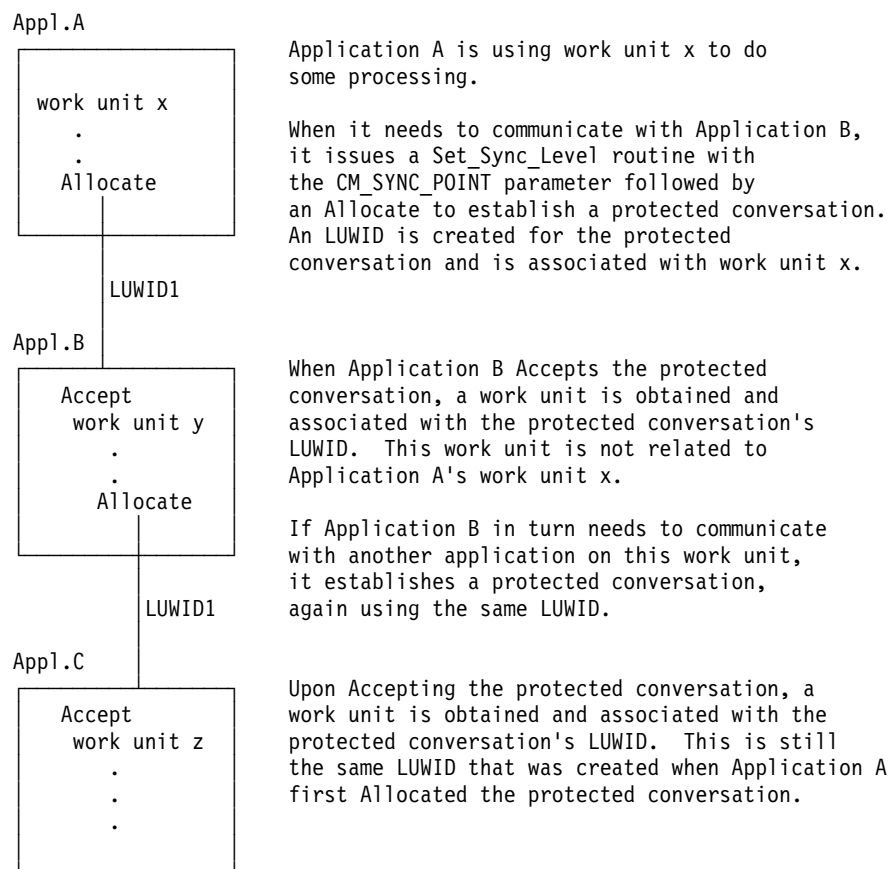 Appl.A
Application A is using work unit x to do
some processing.
work unit x
.
When it needs to communicate with Application B,
.
it issues a Set_Sync_Level routine with
Allocate
the CM_SYNC_POINT parameter followed by
an Allocate to establish a protected conversation.
An LUWID is created for the protected
conversation and is associated with work unit x.
LUWID1
Appl.B
When Application B Accepts the protected
Accept
conversation, a work unit is obtained and
work unit y
associated with the protected conversation's
.
LUWID.  This work unit is not related to
.
Application A's work unit x.
Allocate
If Application B in turn needs to communicate
with another application on this work unit,
it establishes a protected conversation,
LUWID1
again using the same LUWID.
Appl.C
Upon Accepting the protected conversation, a
Accept
work unit is obtained and associated with the
work unit z
protected conversation's LUWID.  This is still
.
the same LUWID that was created when Application A
.
first Allocated the protected conversation.
.